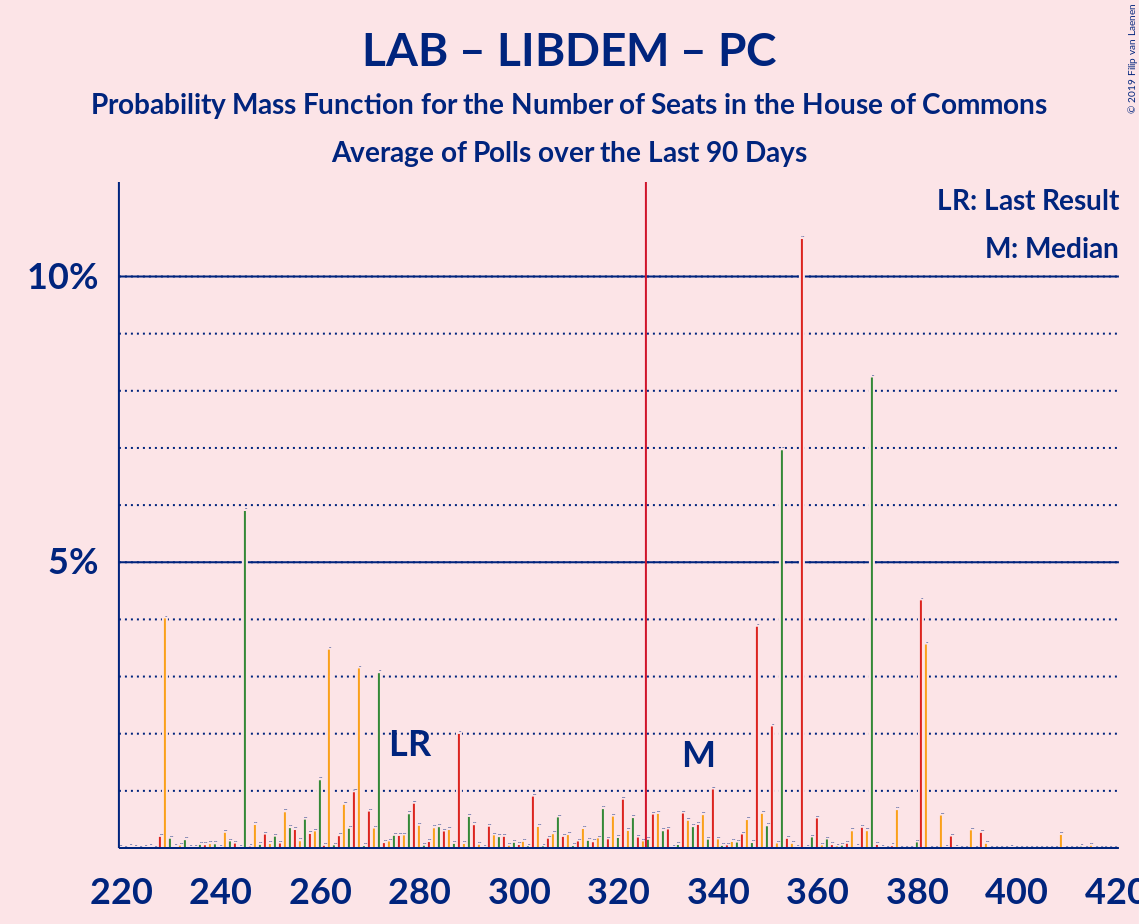 LAB – LIBDEM – PC
Probability Mass Function for the Number of Seats in the House of Commons
Average of Polls over the Last 90 Days
© 2019 Filip van Laenen
LR: Last Result
M: Median
10%
5%
LR
M
220 240 260 280 300 320 340 360 380 400 420